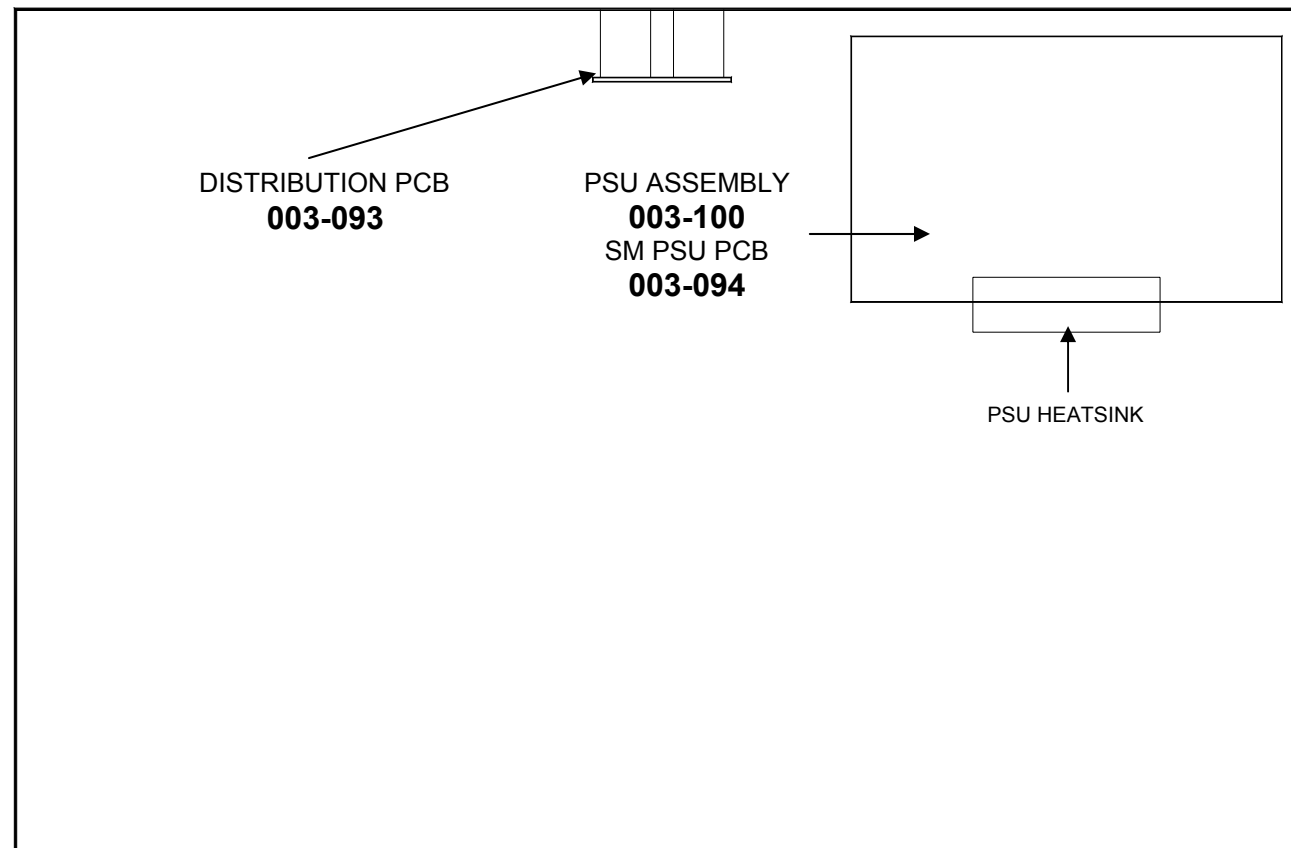 DISTRIBUTION PCB
003-093
PSU ASSEMBLY
003-100
SM PSU PCB
003-094
PSU HEATSINK